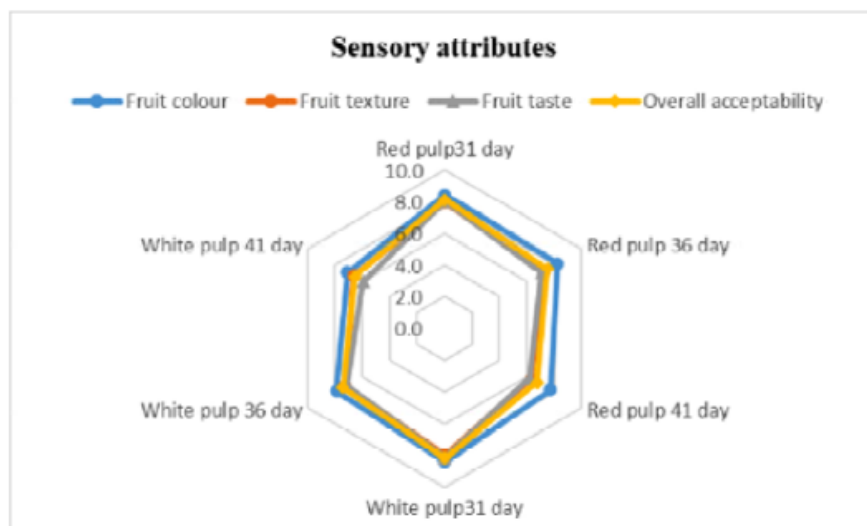 Sensory attributes
Fruit colour Fruit texture Fruit taste Overall acceptability
Red pulp31 day
10.0
8.0
White pulp 41 day 6.0 Red pulp 36 day
4.0
2.0
0.0
White pulp 36 day Red pulp 41 day
White pulp31 day